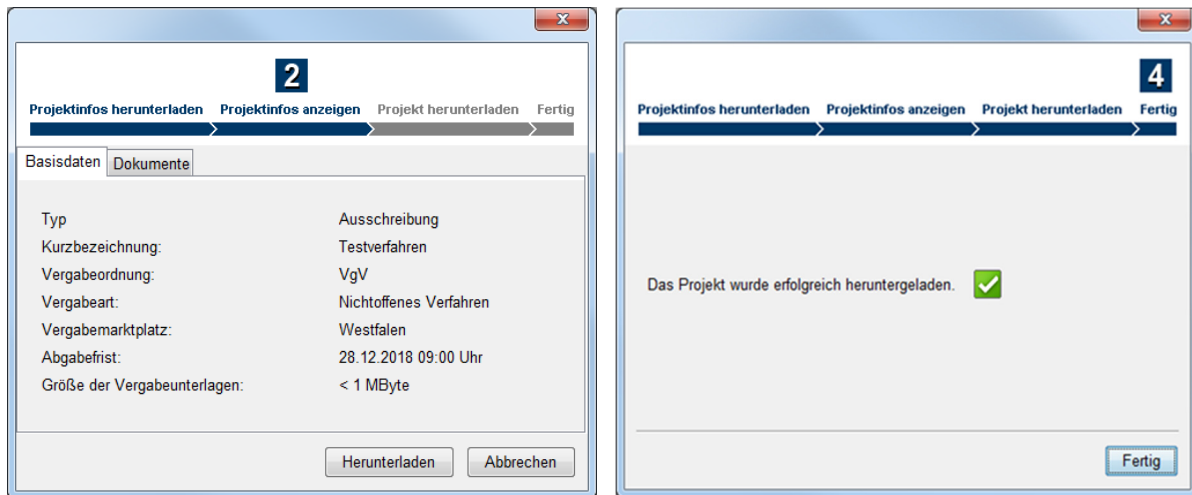 x
2
Projektinfos herunterladen Projektinfos anzeigen Projekt herunterladen Fertig
Basisdaten Dokumente
Typ Ausschreibung
Kurzbezeichnung: Testverfahren
Vergabeordnung: VgV
Vergabeart: Nichtoffenes Verfahren
Vergabemarktplatz: Westfalen
Abgabefrist: 28.12.2018 09:00 Uhr
Größe der Vergabeunterlagen: < 1 MByte
Herunterladen Abbrechen
x
4
Projektinfos herunterladen Projektinfos anzeigen Projekt herunterladen Fertig
Das Projekt wurde erfolgreich heruntergeladen.
Fertig